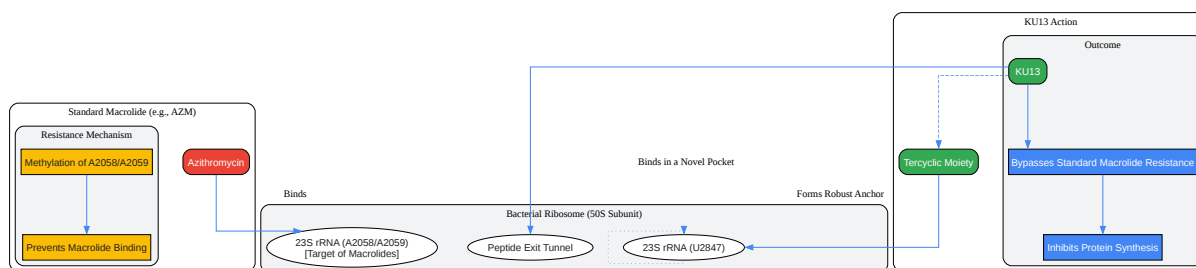 KU13 Action
Outcome
KU13
Standard Macrolide (e.g., AZM)
Resistance Mechanism
Methylation of A2058/A2059
Azithromycin
Binds in a Novel Pocket
Tercyclic Moiety
Bypasses Standard Macrolide Resistance
Binds
Forms Robust Anchor
Bacterial Ribosome (50S Subunit)
Prevents Macrolide Binding
23S rRNA (A2058/A2059)
[Target of Macrolides]
Peptide Exit Tunnel
23S rRNA (U2847)
Inhibits Protein Synthesis